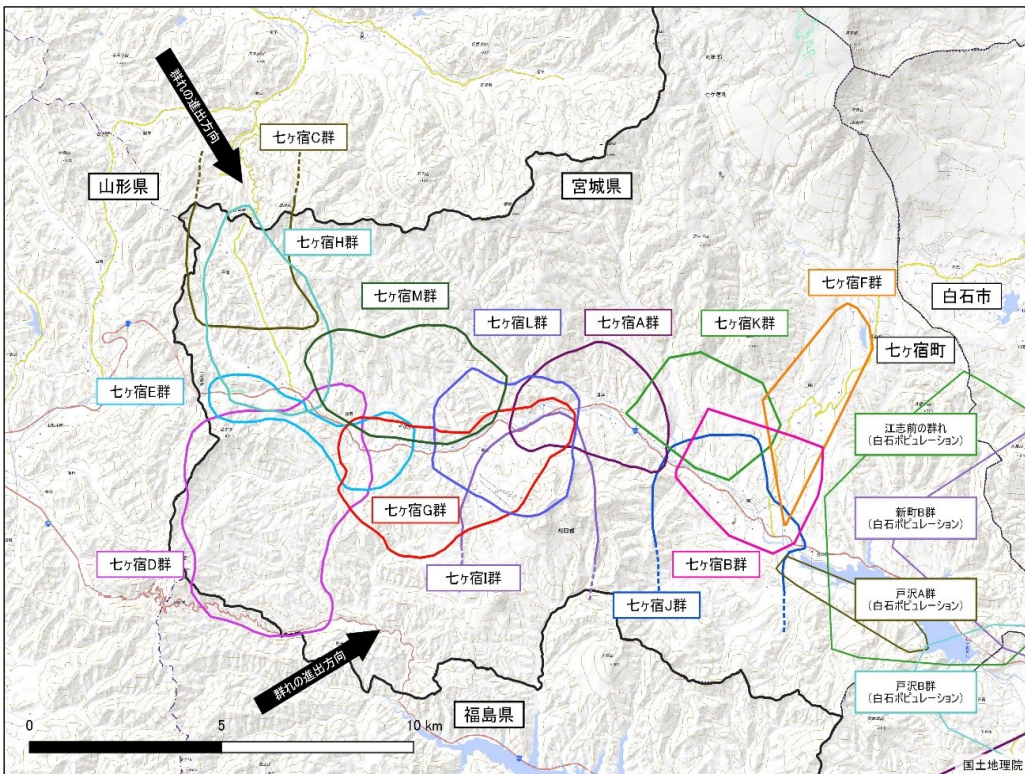 群れの進出方向
七ヶ宿C群
山形県
宮城県
七ヶ宿H群
七ヶ宿M群
七ヶ宿L群
七ヶ宿A群
七ヶ宿K群
七ヶ宿F群
白石市
七ヶ宿町
七ヶ宿E群
江志前の群れ
(白石ポピュレーション)
七ヶ宿G群
新町B群
(白石ポピュレーション)
七ヶ宿D群
七ヶ宿I群
七ヶ宿B群
七ヶ宿J群
戸沢A群
(白石ポピュレーション)
群れの進出方向
戸沢B群
(白石ポピュレーション)
福島県
0 5 10 km
国土地理院